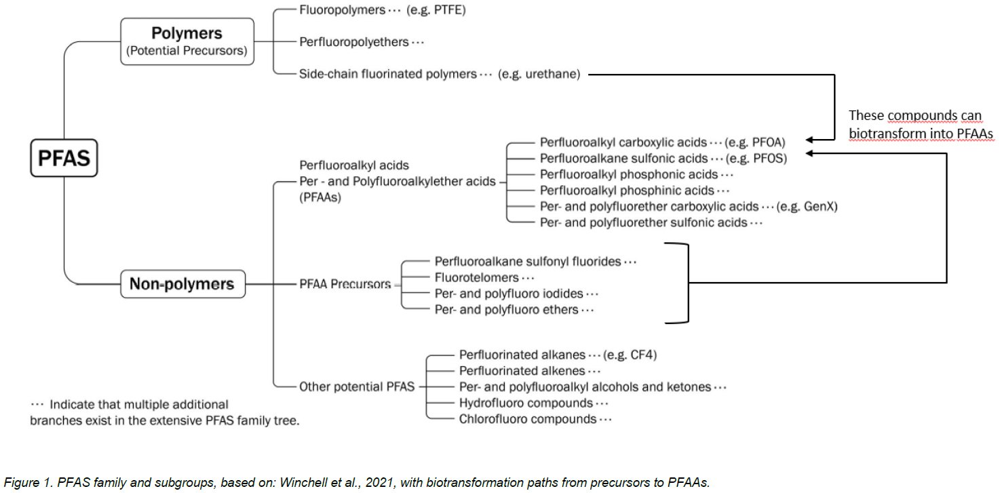 Polymers
(Potential Precursors)
Fluoropolymers ··· (e.g. PTFE)
Perfluoropolyethers ···
Side-chain fluorinated polymers ··· (e.g. urethane)
These compounds can
biotransform into PFAAs
PFAS
Perfluoroalkyl acids
Per - and Polyfluoroalkylether acids
(PFAAs)
Perfluoroalkyl carboxylic acids ··· (e.g. PFOA)
Perfluoroalkane sulfonic acids ··· (e.g. PFOS)
Perfluoroalkyl phosphonic acids ···
Perfluoroalkyl phosphinic acids ···
Per- and polyfluorether carboxylic acids ··· (e.g. GenX)
Per- and polyfluorether sulfonic acids ···
Non-polymers
PFAA Precursors
Perfluoroalkane sulfonyl fluorides ···
Fluorotelomers ···
Per- and polyfluoro iodides ···
Per- and polyfluoro ethers ···
Other potential PFAS
Perfluorinated alkanes ··· (e.g. CF4)
Perfluorinated alkenes ···
Per- and polyfluoroalkyl alcohols and ketones ···
Hydrofluoro compounds ···
Chlorofluoro compounds ···
··· Indicate that multiple additional
branches exist in the extensive PFAS family tree.
Figure 1. PFAS family and subgroups, based on: Winchell et al., 2021, with biotransformation paths from precursors to PFAAs.